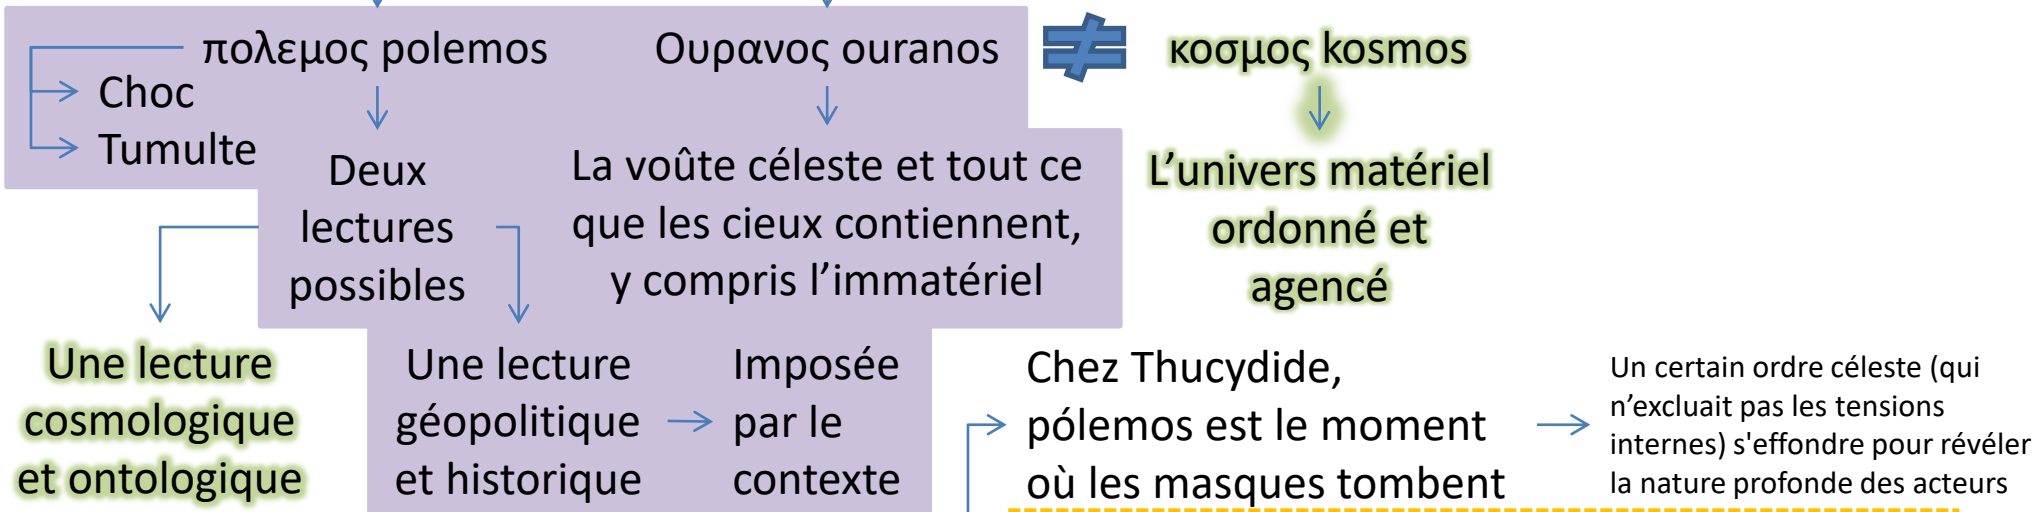 πολεμος polemos
Choc
Tumulte
Ουρανος ouranos
≠
κοσμος kosmos
Deux
lectures
possibles
La voûte céleste et tout ce
que les cieux contiennent,
y compris l’immatériel
L’univers matériel
ordonné et
agencé
Une lecture
cosmologique
et ontologique
Une lecture
géopolitique
et historique
Imposée
par le
contexte
Chez Thucydide,
pólemos est le moment
où les masques tombent
Un certain ordre céleste (qui
n’excluait pas les tensions
internes) s'effondre pour révéler
la nature profonde des acteurs